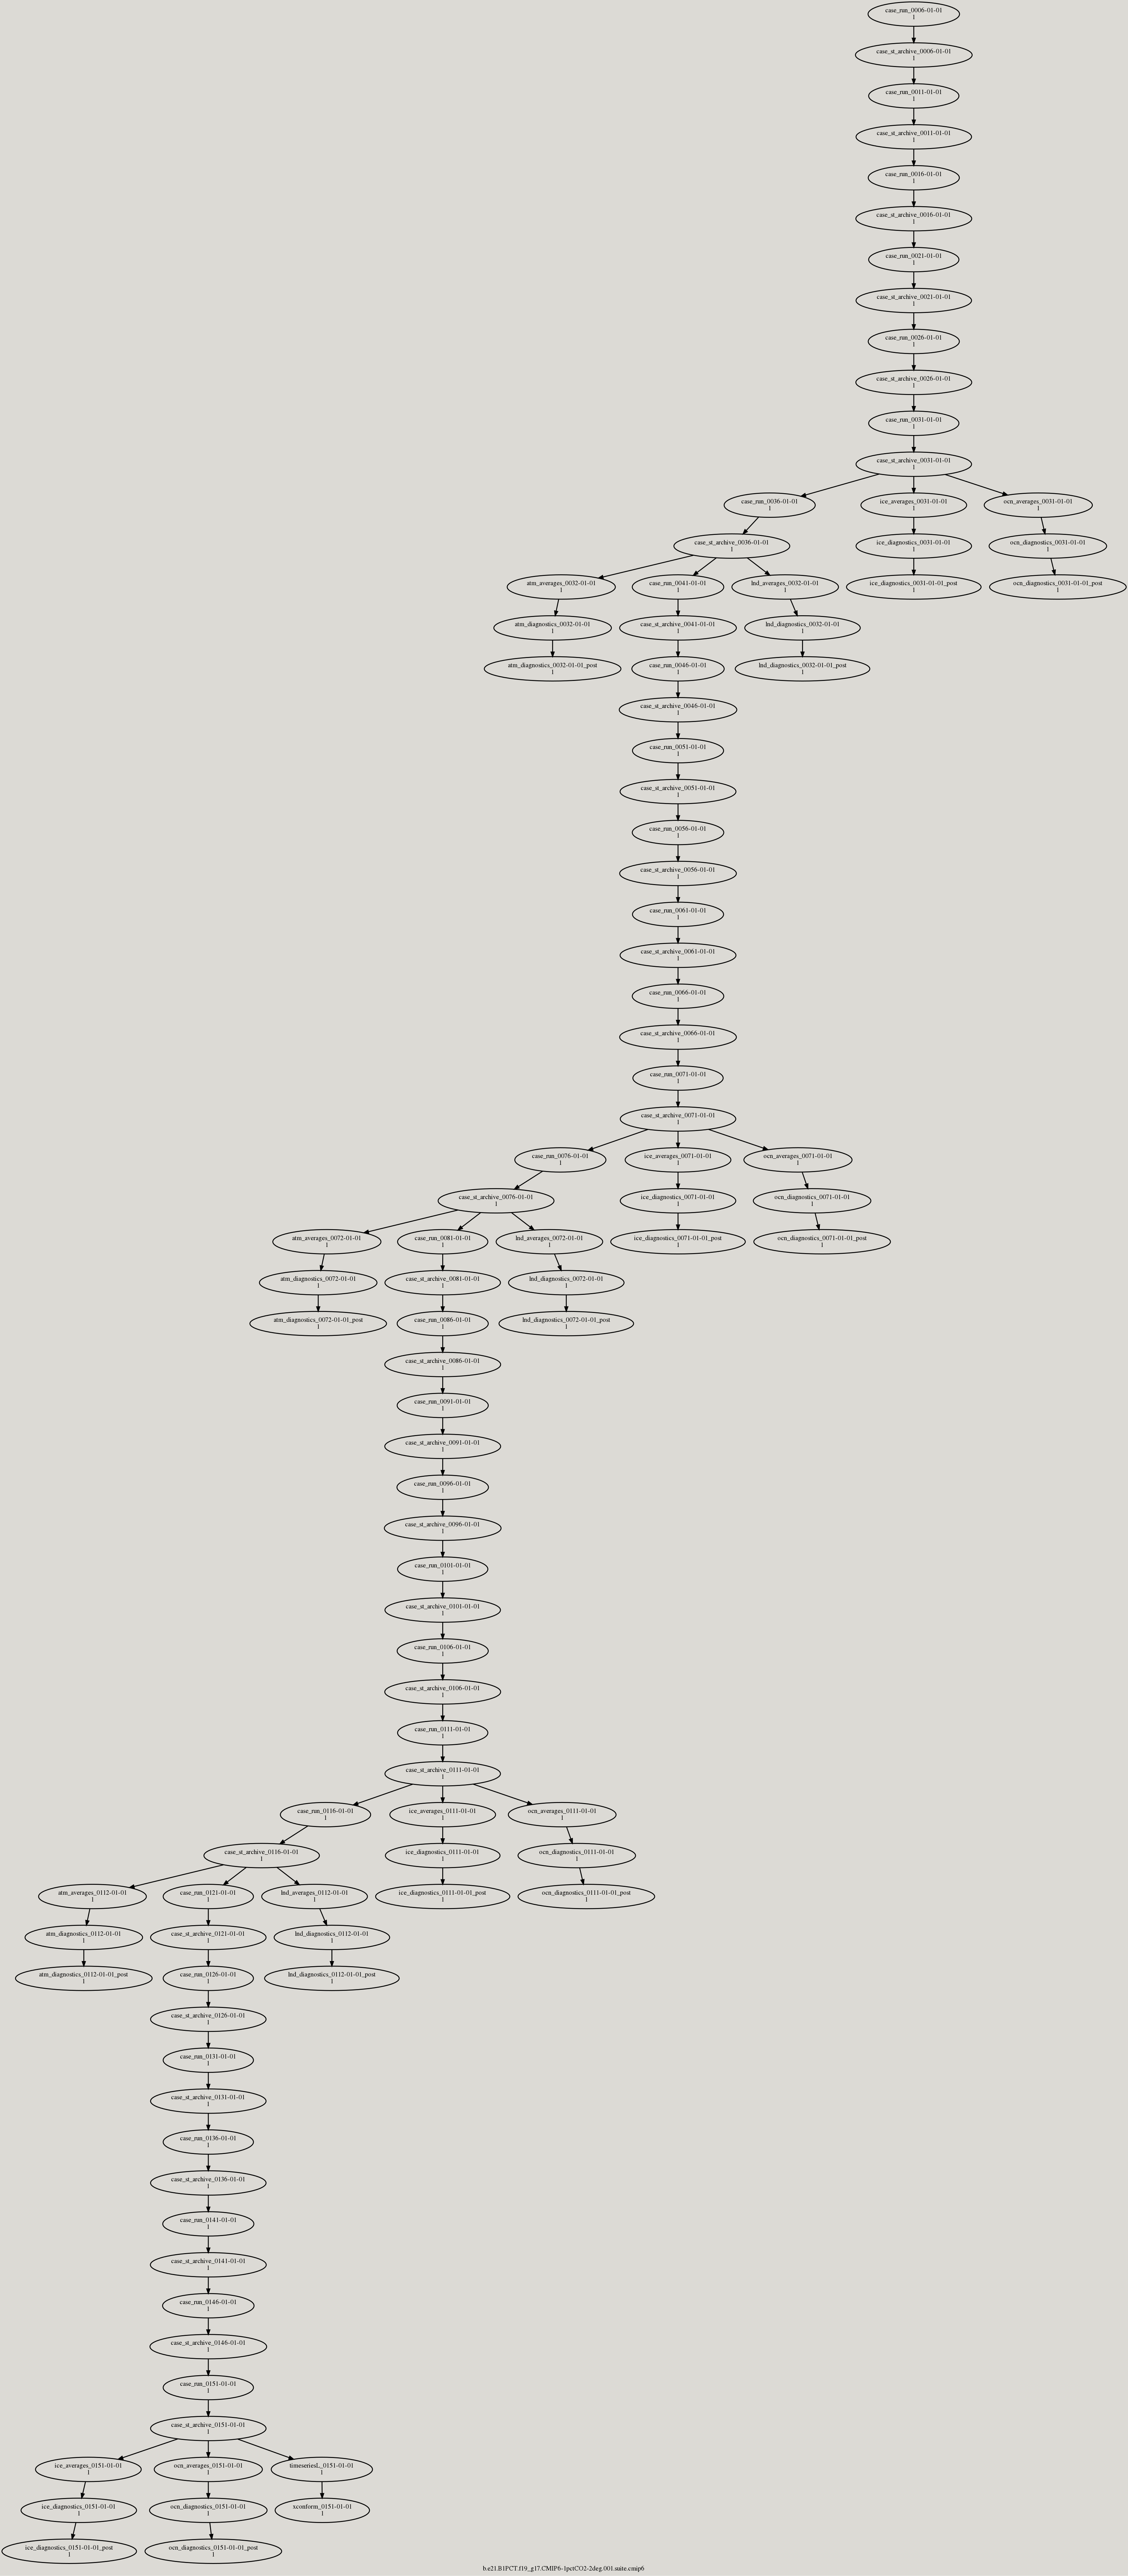 case_run_0006-01-01
1
case_st_archive_0006-01-01
1
case_run_0011-01-01
1
case_st_archive_0011-01-01
1
case_run_0016-01-01
1
case_st_archive_0016-01-01
1
case_run_0021-01-01
1
case_st_archive_0021-01-01
1
case_run_0026-01-01
1
case_st_archive_0026-01-01
1
case_run_0031-01-01
1
case_st_archive_0031-01-01
1
case_run_0036-01-01
1
ice_averages_0031-01-01
1
ocn_averages_0031-01-01
1
case_st_archive_0036-01-01
1
ice_diagnostics_0031-01-01
1
ocn_diagnostics_0031-01-01
1
atm_averages_0032-01-01
1
case_run_0041-01-01
1
lnd_averages_0032-01-01
1
ice_diagnostics_0031-01-01_post
1
ocn_diagnostics_0031-01-01_post
1
atm_diagnostics_0032-01-01
1
case_st_archive_0041-01-01
1
lnd_diagnostics_0032-01-01
1
atm_diagnostics_0032-01-01_post
1
case_run_0046-01-01
1
lnd_diagnostics_0032-01-01_post
1
case_st_archive_0046-01-01
1
case_run_0051-01-01
1
case_st_archive_0051-01-01
1
case_run_0056-01-01
1
case_st_archive_0056-01-01
1
case_run_0061-01-01
1
case_st_archive_0061-01-01
1
case_run_0066-01-01
1
case_st_archive_0066-01-01
1
case_run_0071-01-01
1
case_st_archive_0071-01-01
1
case_run_0076-01-01
1
ice_averages_0071-01-01
1
ocn_averages_0071-01-01
1
case_st_archive_0076-01-01
1
ice_diagnostics_0071-01-01
1
ocn_diagnostics_0071-01-01
1
atm_averages_0072-01-01
1
case_run_0081-01-01
1
lnd_averages_0072-01-01
1
ice_diagnostics_0071-01-01_post
1
ocn_diagnostics_0071-01-01_post
1
atm_diagnostics_0072-01-01
1
case_st_archive_0081-01-01
1
lnd_diagnostics_0072-01-01
1
atm_diagnostics_0072-01-01_post
1
case_run_0086-01-01
1
lnd_diagnostics_0072-01-01_post
1
case_st_archive_0086-01-01
1
case_run_0091-01-01
1
case_st_archive_0091-01-01
1
case_run_0096-01-01
1
case_st_archive_0096-01-01
1
case_run_0101-01-01
1
case_st_archive_0101-01-01
1
case_run_0106-01-01
1
case_st_archive_0106-01-01
1
case_run_0111-01-01
1
case_st_archive_0111-01-01
1
case_run_0116-01-01
1
ice_averages_0111-01-01
1
ocn_averages_0111-01-01
1
case_st_archive_0116-01-01
1
ice_diagnostics_0111-01-01
1
ocn_diagnostics_0111-01-01
1
atm_averages_0112-01-01
1
case_run_0121-01-01
1
lnd_averages_0112-01-01
1
ice_diagnostics_0111-01-01_post
1
ocn_diagnostics_0111-01-01_post
1
atm_diagnostics_0112-01-01
1
case_st_archive_0121-01-01
1
lnd_diagnostics_0112-01-01
1
atm_diagnostics_0112-01-01_post
1
case_run_0126-01-01
1
lnd_diagnostics_0112-01-01_post
1
case_st_archive_0126-01-01
1
case_run_0131-01-01
1
case_st_archive_0131-01-01
1
case_run_0136-01-01
1
case_st_archive_0136-01-01
1
case_run_0141-01-01
1
case_st_archive_0141-01-01
1
case_run_0146-01-01
1
case_st_archive_0146-01-01
1
case_run_0151-01-01
1
case_st_archive_0151-01-01
1
ice_averages_0151-01-01
1
ocn_averages_0151-01-01
1
timeseriesL_0151-01-01
1
ice_diagnostics_0151-01-01
1
ocn_diagnostics_0151-01-01
1
xconform_0151-01-01
1
ice_diagnostics_0151-01-01_post
1
ocn_diagnostics_0151-01-01_post
1
b.e21.B1PCT.f19_g17.CMIP6-1pctCO2-2deg.001.suite.cmip6